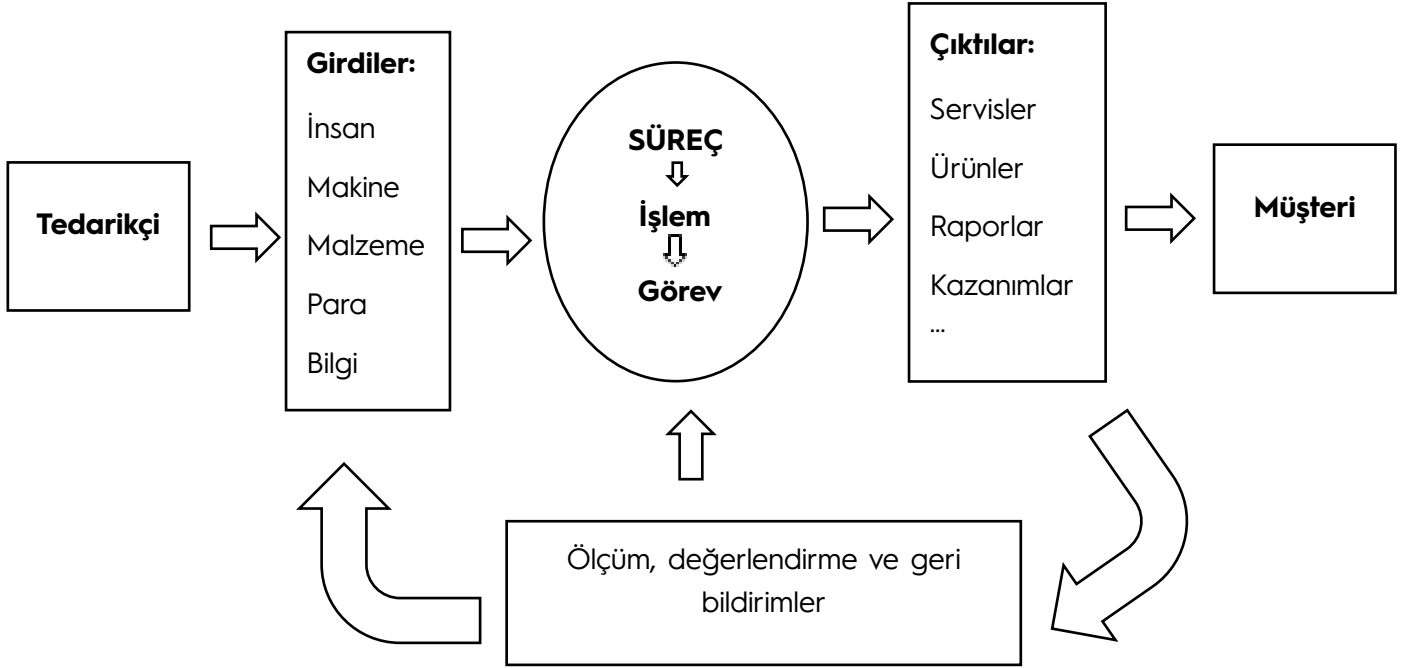 Tedarikçi
Girdiler:
İnsan
Makine
Malzeme
Para
Bilgi
SÜREÇ
İşlem
Görev
Çıktılar:
Servisler
Ürünler
Raporlar
Kazanımlar
...
Müşteri
Ölçüm, değerlendirme ve geri
bildirimler